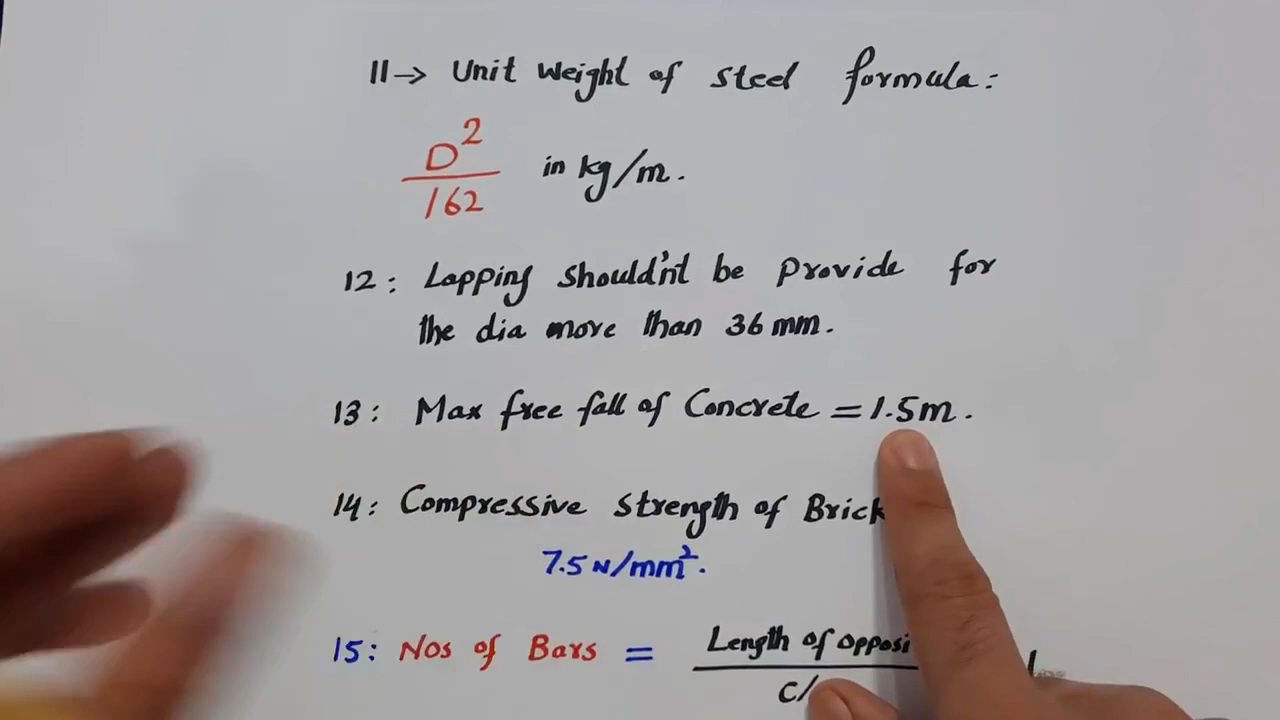 11→ Unit Weight of steel formula:
D²
162
in kg/m.
12: Lapping Shouldn't be provide for
the dia more than 36 mm.
13: Max free fall of Concrete = 1.5m.
14: Compressive strength of Brick
7.5 N/mm².
15: Nos of Bars = Length of
C/